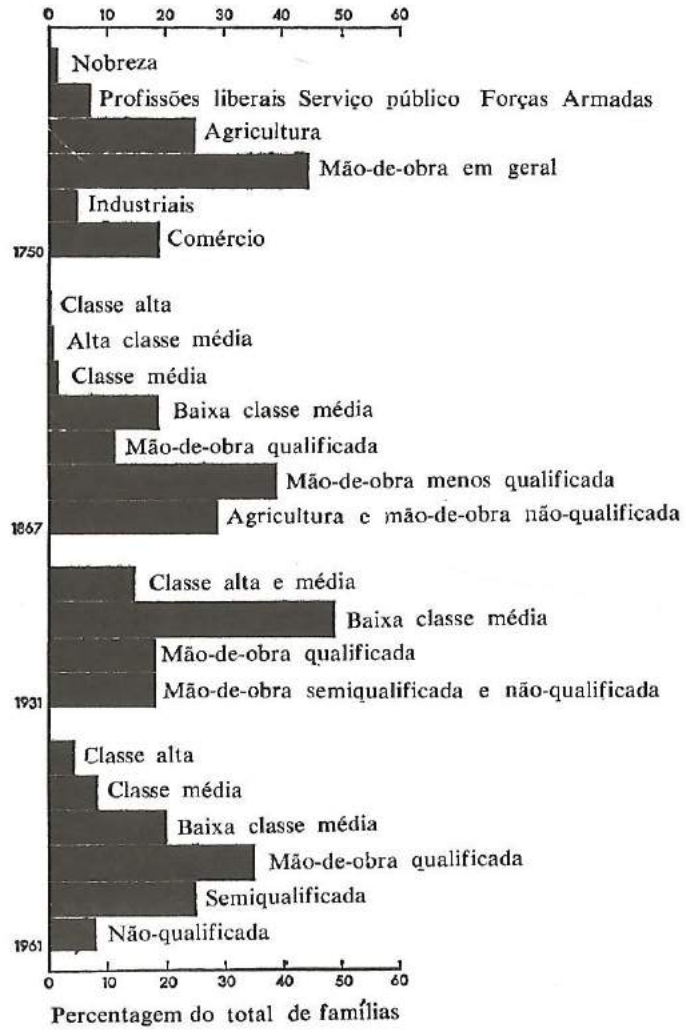 0 10 20 30 40 50 60
Nobreza
Profissões liberais Serviço público Forças Armadas
Agricultura
Mão-de-obra em geral
Industriais
Comércio
1750
Classe alta
Alta classe média
Classe média
Baixa classe média
Mão-de-obra qualificada
Mão-de-obra menos qualificada
Agricultura e mão-de-obra não-qualificada
1867
Classe alta e média
Baixa classe média
Mão-de-obra qualificada
Mão-de-obra semiqualificada e não-qualificada
1931
Classe alta
Classe média
Baixa classe média
Mão-de-obra qualificada
Semiqualificada
Não-qualificada
1961
0 10 20 30 40 50 60
Percentagem do total de famílias